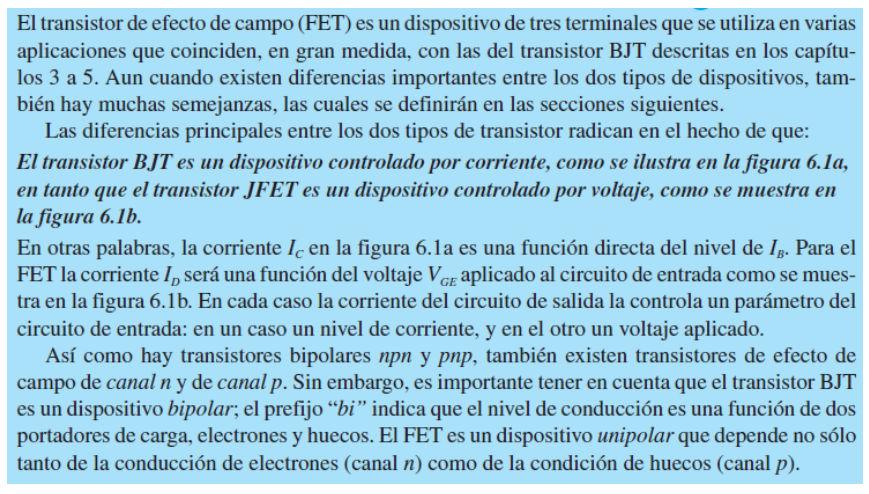 El transistor de efecto de campo (FET) es un dispositivo de tres terminales que se utiliza en varias
aplicaciones que coinciden, en gran medida, con las del transistor BJT descritas en los capítu-
los 3 a 5. Aun cuando existen diferencias importantes entre los dos tipos de dispositivos, tam-
bién hay muchas semejanzas, las cuales se definirán en las secciones siguientes.
Las diferencias principales entre los dos tipos de transistor radican en el hecho de que:
El transistor BJT es un dispositivo controlado por corriente, como se ilustra en la figura 6.1a,
en tanto que el transistor JFET es un dispositivo controlado por voltaje, como se muestra en
la figura 6.1b.
En otras palabras, la corriente I_C en la figura 6.1a es una función directa del nivel de I_B. Para el
FET la corriente I_D será una función del voltaje V_GE aplicado al circuito de entrada como se mues-
tra en la figura 6.1b. En cada caso la corriente del circuito de salida la controla un parámetro del
circuito de entrada: en un caso un nivel de corriente, y en el otro un voltaje aplicado.
Así como hay transistores bipolares npn y pnp, también existen transistores de efecto de
campo de canal n y de canal p. Sin embargo, es importante tener en cuenta que el transistor BJT
es un dispositivo bipolar; el prefijo “bi” indica que el nivel de conducción es una función de dos
portadores de carga, electrones y huecos. El FET es un dispositivo unipolar que depende no sólo
tanto de la conducción de electrones (canal n) como de la condición de huecos (canal p).